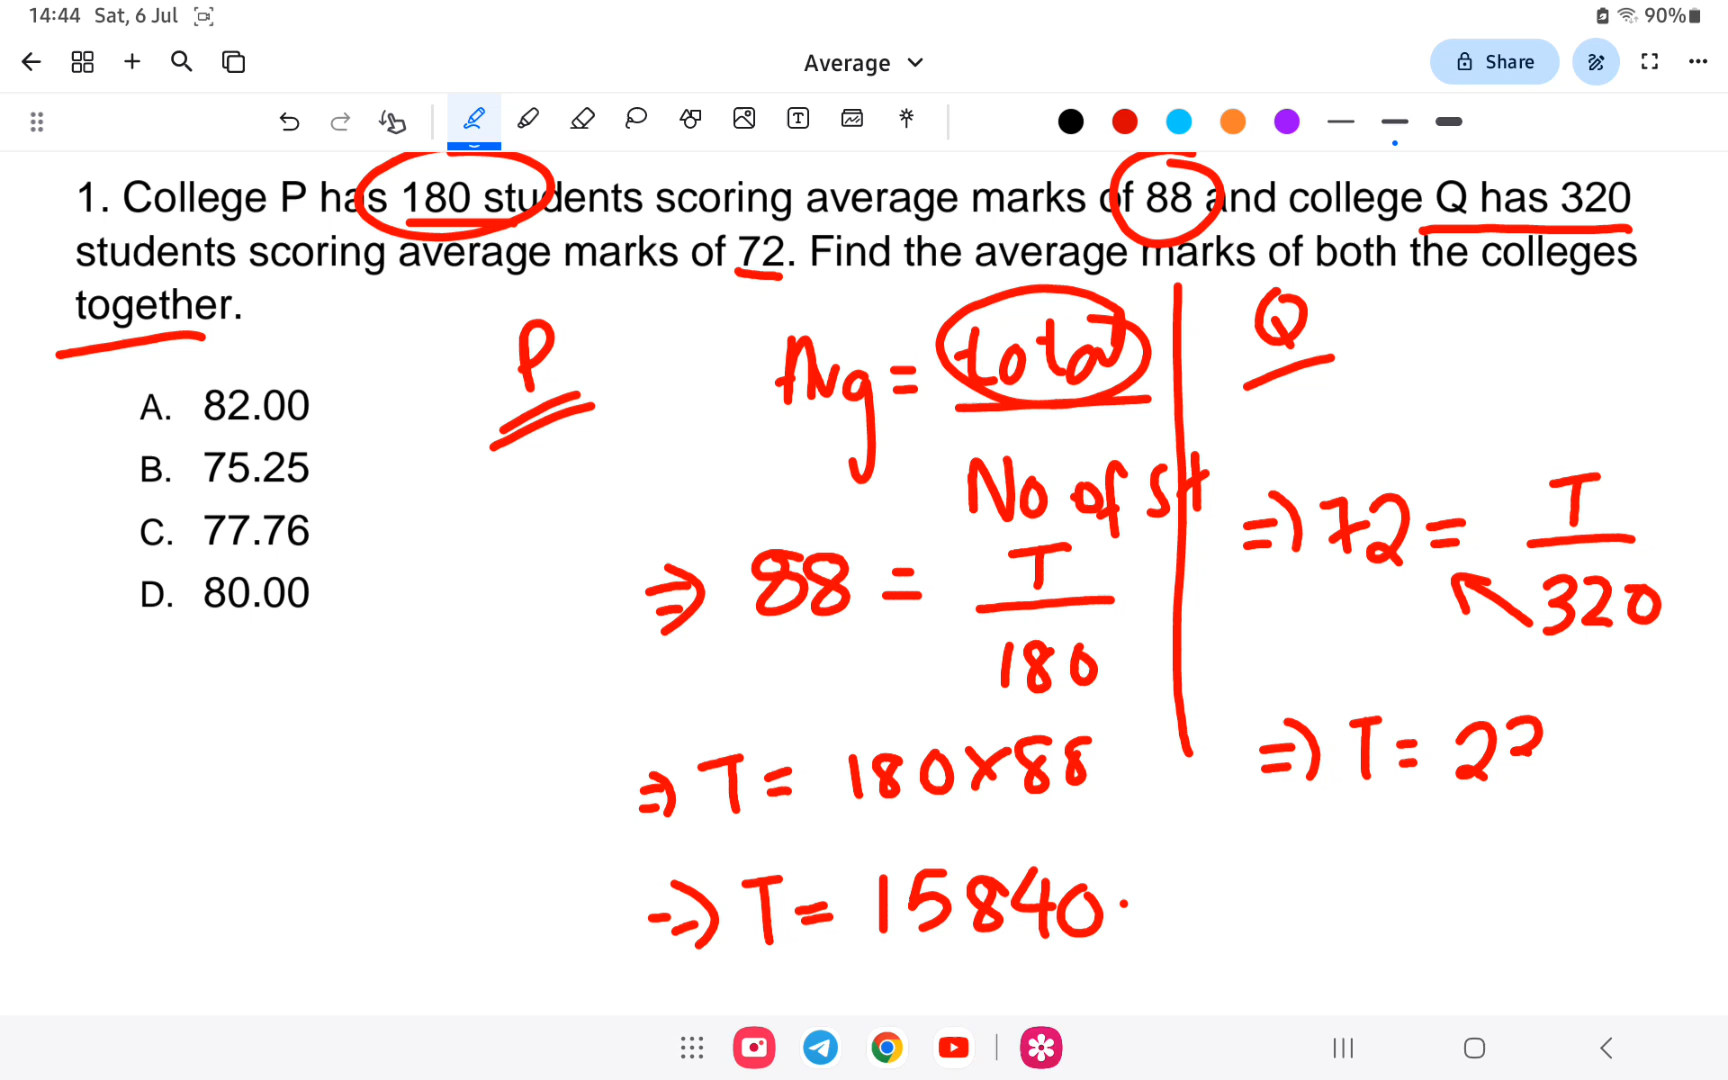 14:44 Sat, 6 Jul
90%
Average
Share
1. College P has 180 students scoring average marks of 88 and college Q has 320
students scoring average marks of 72. Find the average marks of both the colleges
together.
A. 82.00
B. 75.25
C. 77.76
D. 80.00
P
Avg = total
No of st
⇒ 88 = T
180
⇒ T = 180×88
⇒ T = 15840.
Q
⇒ 72 = T
320
⇒ T = 22